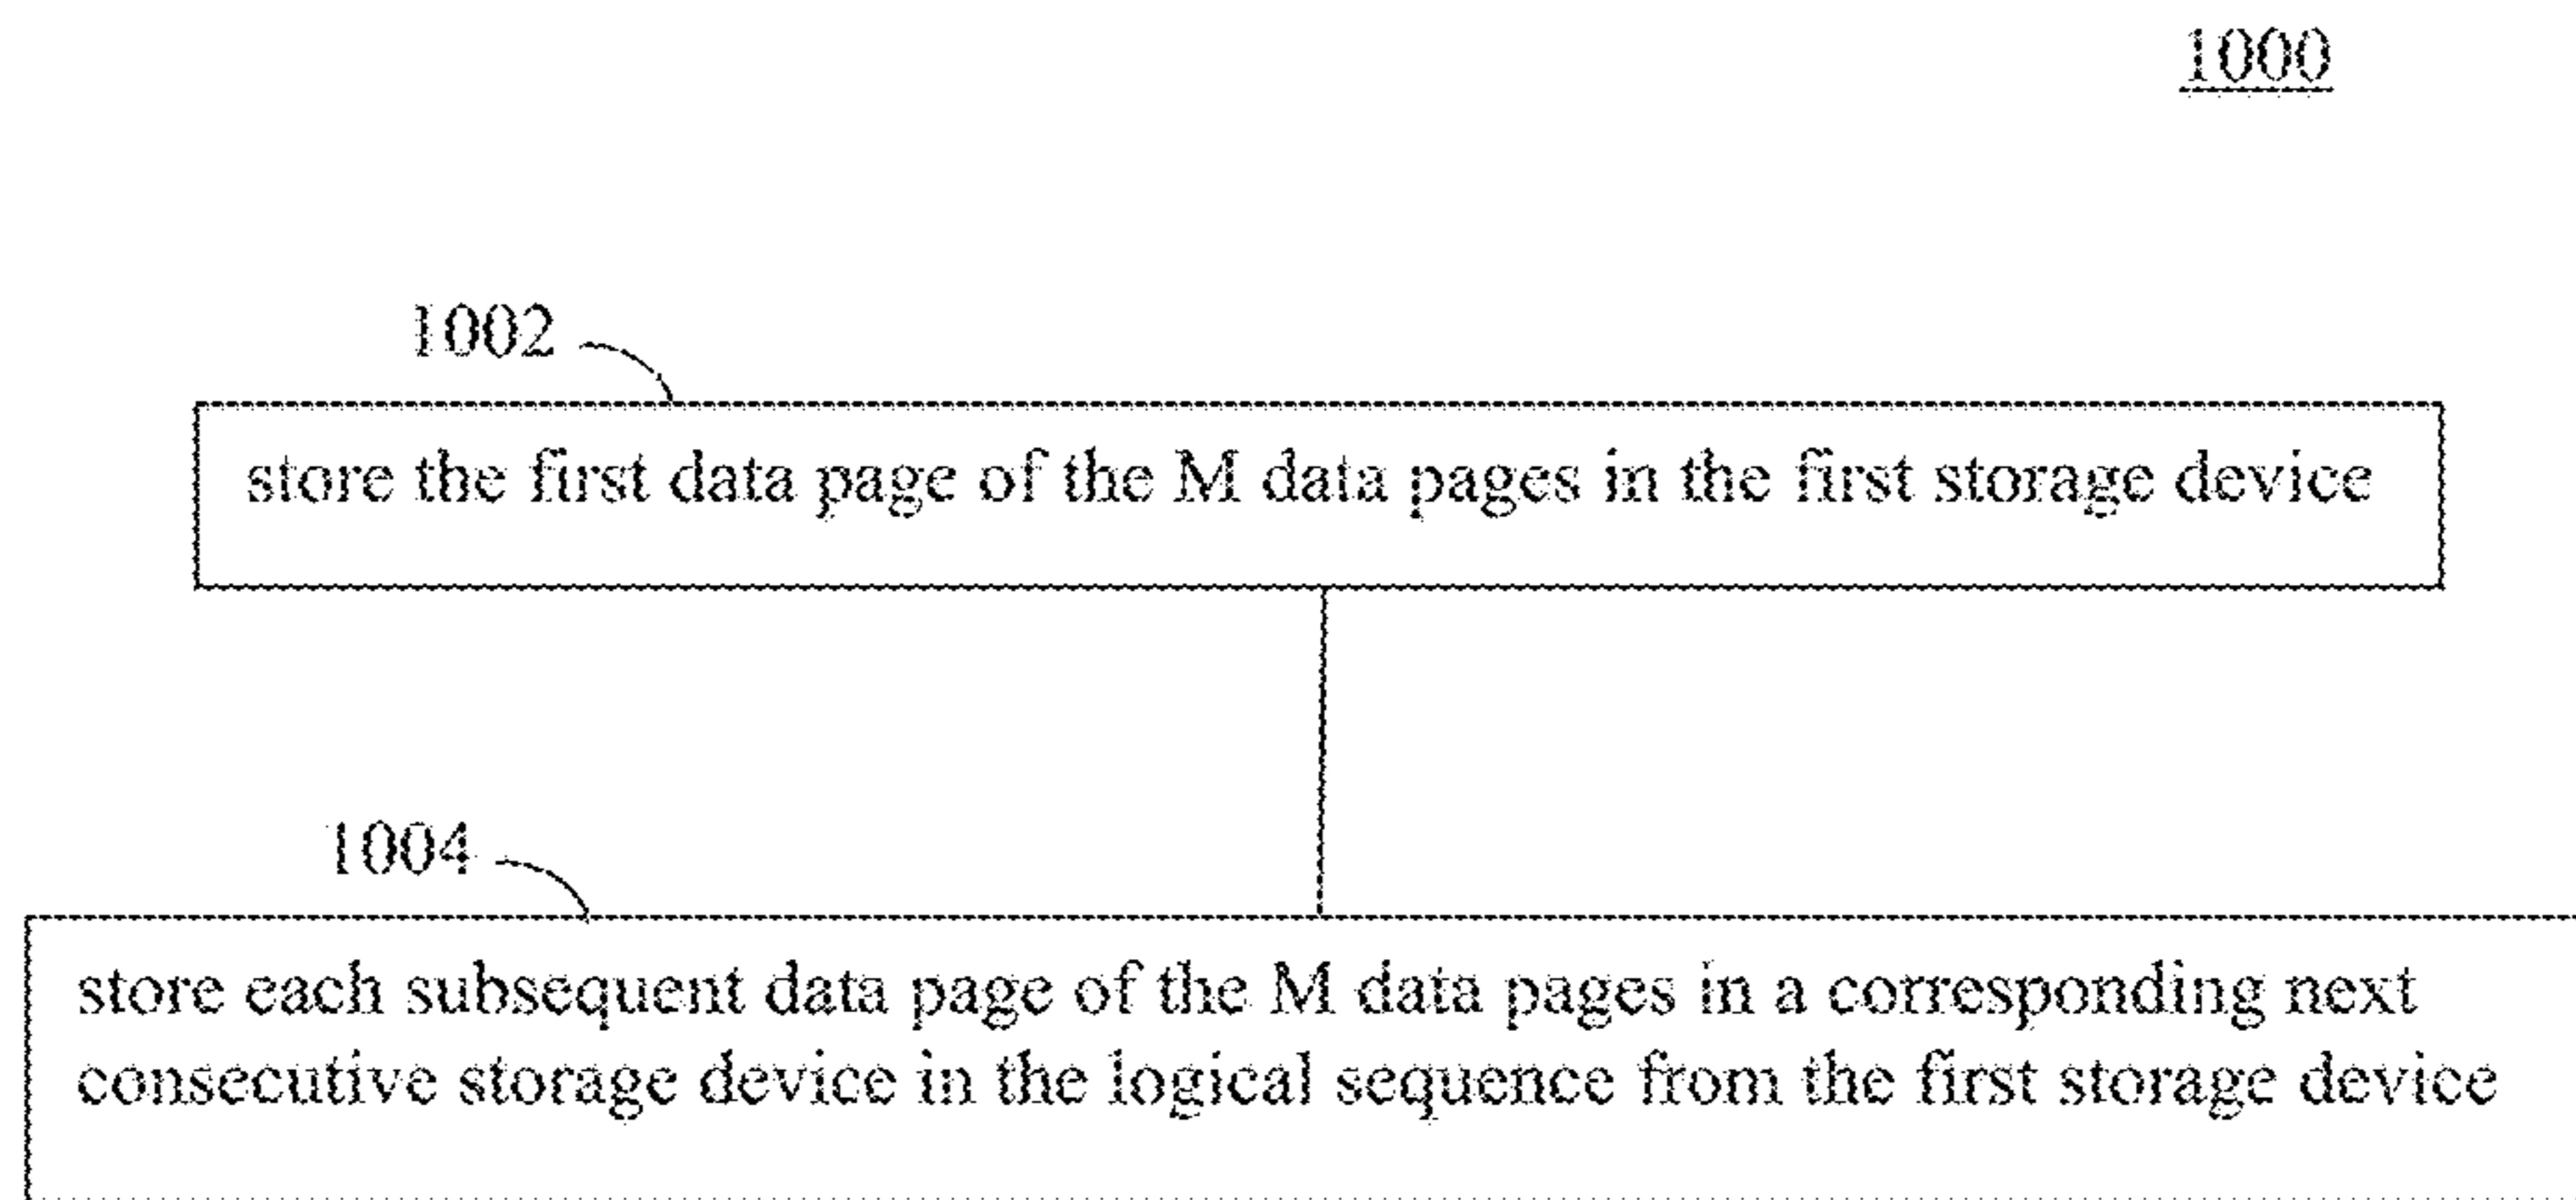 1000
1002
store the first data page of the M data pages in the first storage device
1004
store each subsequent data page of the M data pages in a corresponding next
consecutive storage device in the logical sequence from the first storage device